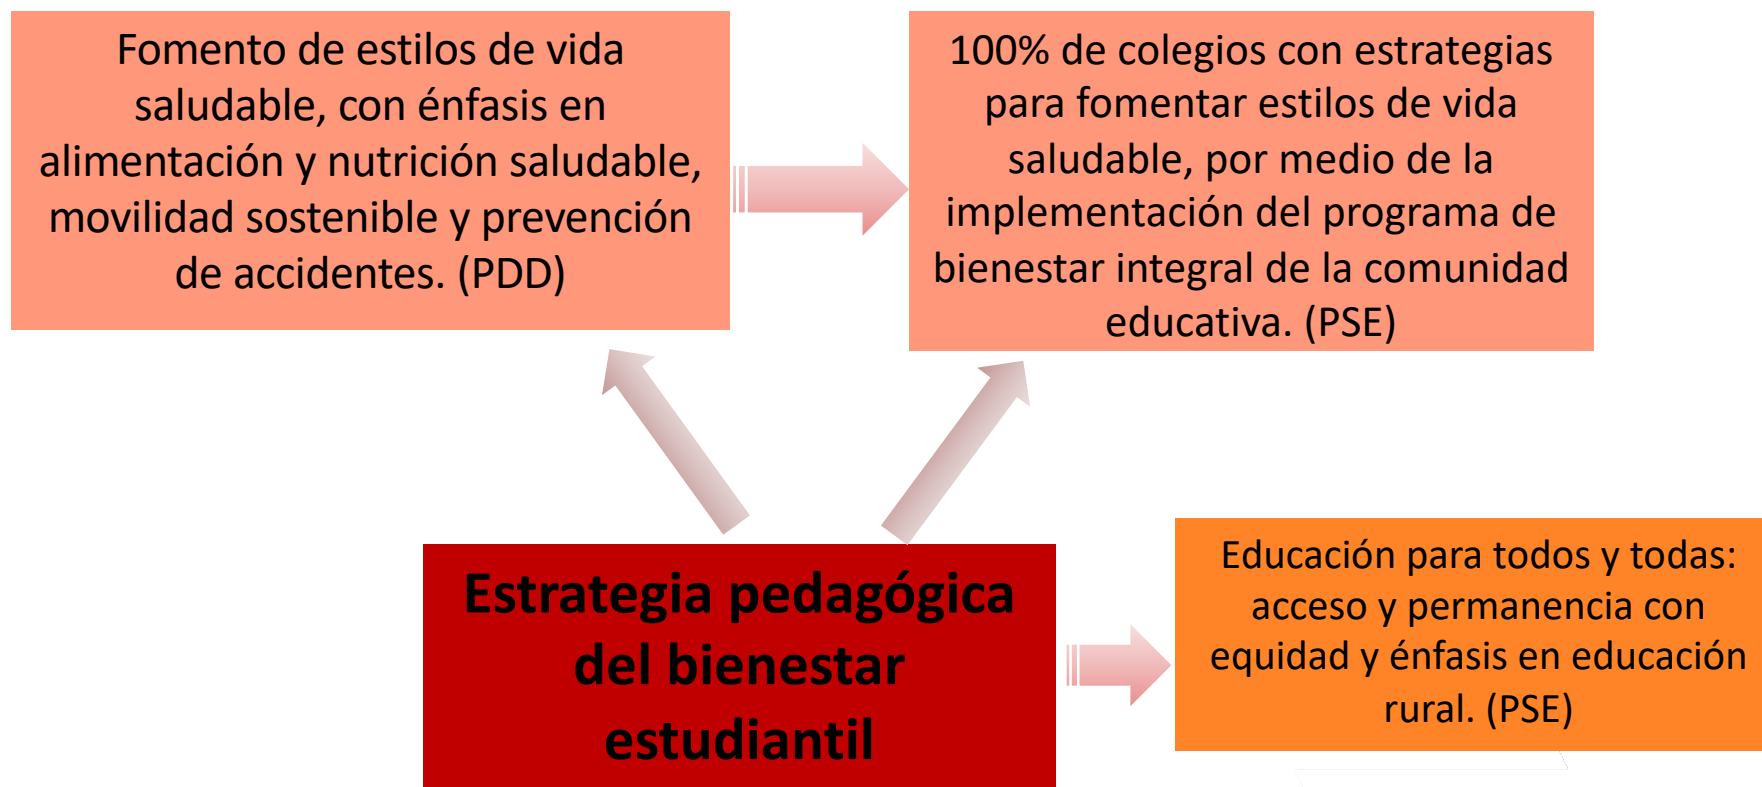 Fomento de estilos de vida
saludable, con énfasis en
alimentación y nutrición saludable,
movilidad sostenible y prevención
de accidentes. (PDD)
100% de colegios con estrategias
para fomentar estilos de vida
saludable, por medio de la
implementación del programa de
bienestar integral de la comunidad
educativa. (PSE)
Estrategia pedagógica
del bienestar
estudiantil
Educación para todos y todas:
acceso y permanencia con
equidad y énfasis en educación
rural. (PSE)